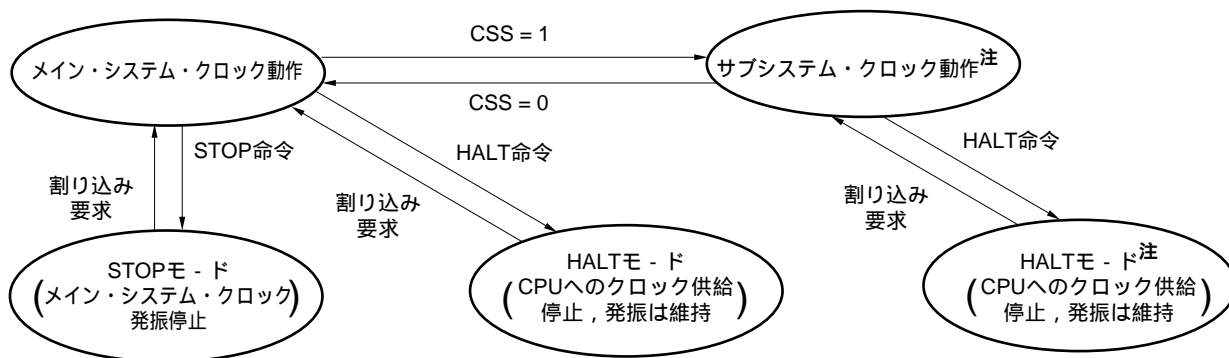 CSS = 1
メイン・システム・クロック動作
サブシステム・クロック動作注
CSS = 0
STOP命令
HALT命令
HALT命令
割り込み
要求
割り込み
要求
割り込み
要求
STOPモ - ド
(メイン・システム・クロック)
発振停止
HALTモ - ド
(CPUへのクロック供給
停止，発振は維持)
HALTモ - ド注
(CPUへのクロック供給
停止，発振は維持)